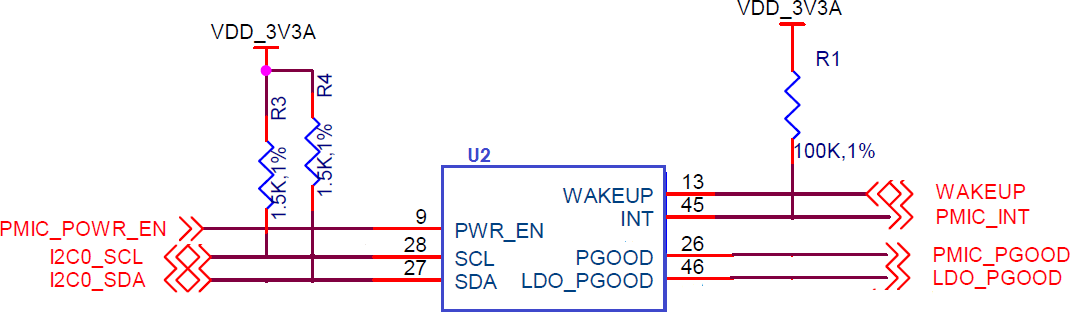 VDD_3V3A
VDD_3V3A
R3
1.5K,1%
R4
1.5K,1%
R1
100K,1%
U2
PMIC_POWR_EN
9
PWR_EN
I2C0_SCL
28
SCL
I2C0_SDA
27
SDA
WAKEUP
13
WAKEUP
INT
45
PMIC_INT
PGOOD
26
PMIC_PGOOD
LDO_PGOOD
46
LDO_PGOOD